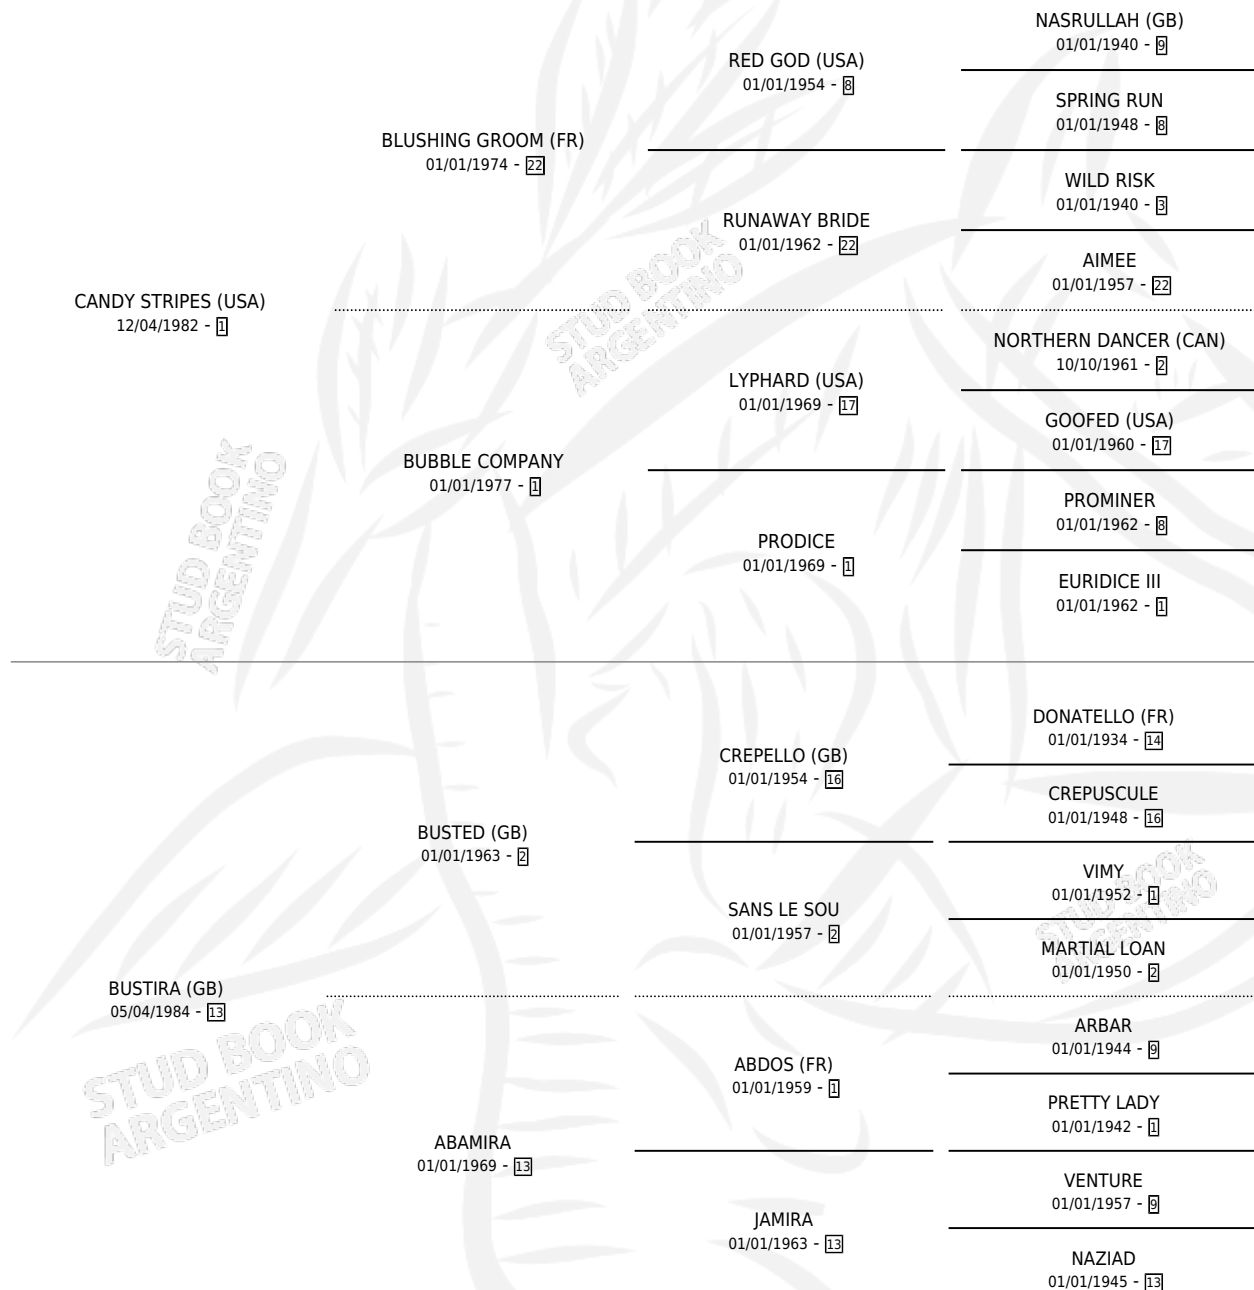 NASRULLAH (GB)
01/01/1940 - 9
RED GOD (USA)
01/01/1954 - 8
SPRING RUN
01/01/1948 - 8
BLUSHING GROOM (FR)
01/01/1974 - 22
WILD RISK
01/01/1940 - 3
RUNAWAY BRIDE
01/01/1962 - 22
AIMEE
01/01/1957 - 22
CANDY STRIPES (USA)
12/04/1982 - 1
NORTHERN DANCER (CAN)
10/10/1961 - 2
LYPHARD (USA)
01/01/1969 - 17
GOOFED (USA)
01/01/1960 - 17
BUBBLE COMPANY
01/01/1977 - 1
PROMINER
01/01/1962 - 8
PRODICE
01/01/1969 - 1
EURIDICE III
01/01/1962 - 1
DONATELLO (FR)
01/01/1934 - 14
CREPELLO (GB)
01/01/1954 - 16
CREPUSCULE
01/01/1948 - 16
BUSTED (GB)
01/01/1963 - 2
VIMY
01/01/1952 - 1
SANS LE SOU
01/01/1957 - 2
MARTIAL LOAN
01/01/1950 - 2
BUSTIRA (GB)
05/04/1984 - 13
ARBAR
01/01/1944 - 9
ABDOS (FR)
01/01/1959 - 1
PRETTY LADY
01/01/1942 - 1
ABAMIRA
01/01/1969 - 13
VENTURE
01/01/1957 - 9
JAMIRA
01/01/1963 - 13
NAZIAD
01/01/1945 - 13
STUD BOOK
ARGENTINO
STUD BOOK
ARGENTINO
STUD BOOK
ARGENTINO
STUD BOOK
ARGENTINO